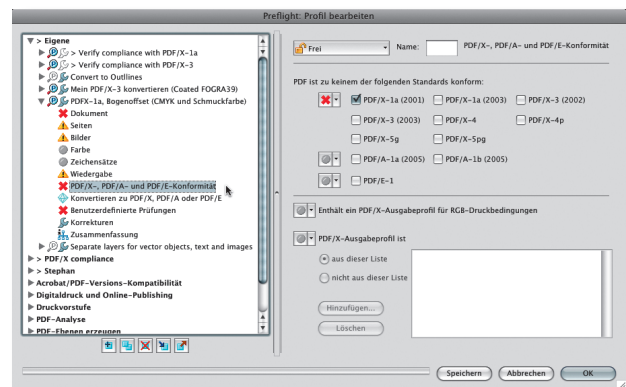 Preflight: Profil bearbeiten
> Eigene
> Verify compliance with PDF/X-1a
> Verify compliance with PDF/X-3
Convert to Outlines
Mein PDF/X-3 konvertieren (Coated FOGRA39)
PDFX-1a, Bogenoffset (CMYK und Schmuckfarbe)
Dokument
Seiten
Bilder
Farbe
Zeichensätze
Wiedergabe
PDF/X-, PDF/A- und PDF/E-Konformität
Konvertieren zu PDF/X, PDF/A oder PDF/E
Benutzerdefinierte Prüfungen
Korrekturen
Zusammenfassung
Separate layers for vector objects, text and images
> PDF/X compliance
> Stephan
Acrobat/PDF-Versions-Kompatibilität
Digitaldruck und Online-Publishing
Druckvorstufe
PDF-Analyse
PDF-Ebenen erzeugen
Frei Name: PDF/X-, PDF/A- und PDF/E-Konformität
PDF ist zu keinem der folgenden Standards konform:
PDF/X-1a (2001) PDF/X-1a (2003) PDF/X-3 (2002)
PDF/X-3 (2003) PDF/X-4 PDF/X-4p
PDF/X-5g PDF/X-5pg
PDF/A-1a (2005) PDF/A-1b (2005)
PDF/E-1
Enthält ein PDF/X-Ausgabeprofil für RGB-Druckbedingungen
PDF/X-Ausgabeprofil ist
aus dieser Liste
nicht aus dieser Liste
Hinzufügen...
Löschen
Speichern Abbrechen OK